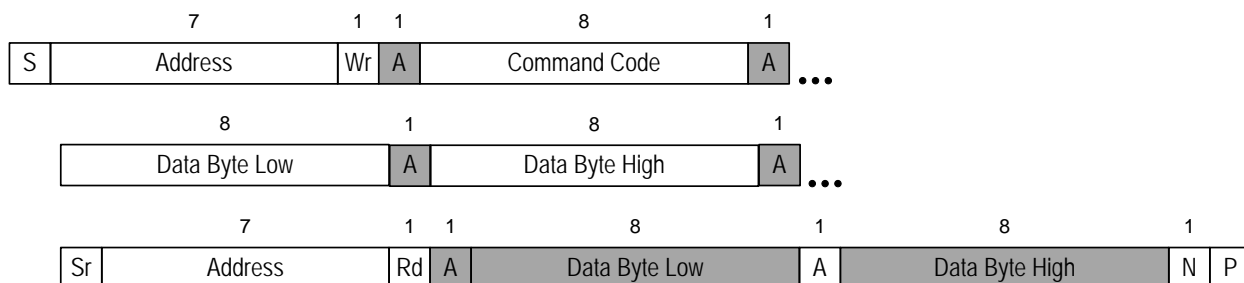 7 1 1 8 1
S Address Wr A Command Code A ...
8 1 8 1
Data Byte Low A Data Byte High A ...
7 1 1 8 1 8 1
Sr Address Rd A Data Byte Low A Data Byte High N P